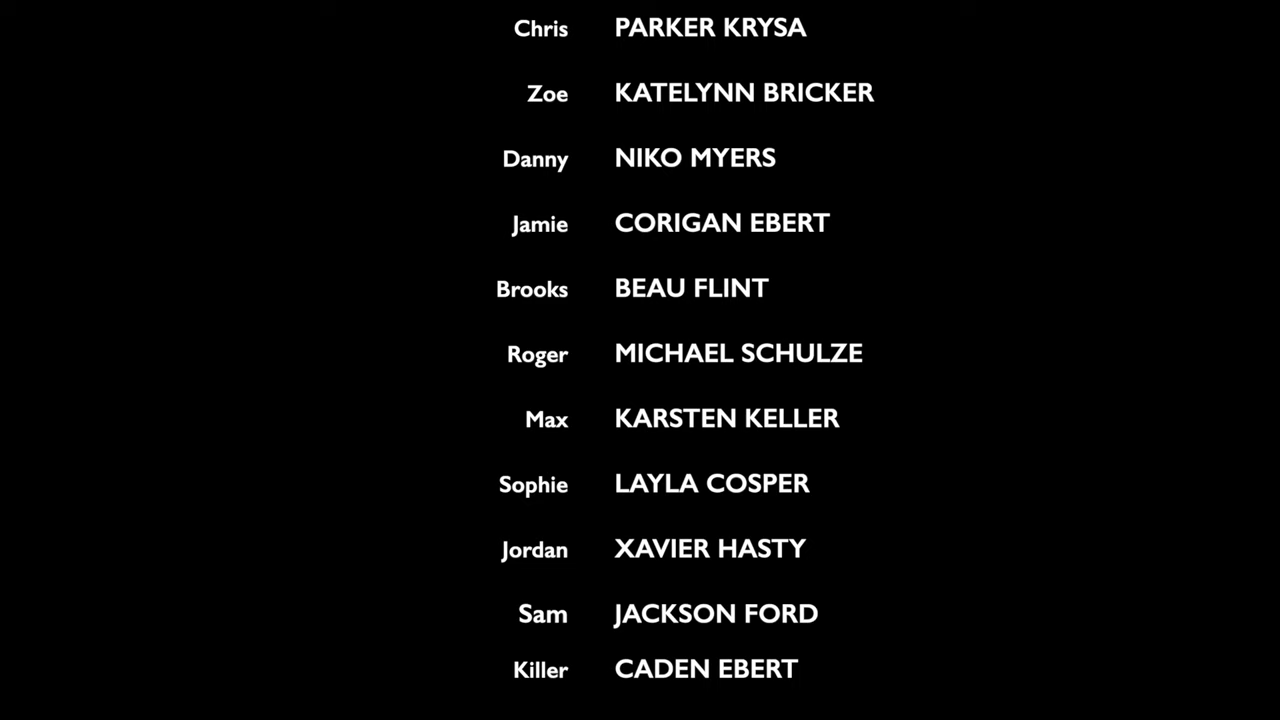 Chris PARKER KRYSA
Zoe KATELYNN BRICKER
Danny NIKO MYERS
Jamie CORIGAN EBERT
Brooks BEAU FLINT
Roger MICHAEL SCHULZE
Max KARSTEN KELLER
Sophie LAYLA COSPER
Jordan XAVIER HASTY
Sam JACKSON FORD
Killer CADEN EBERT